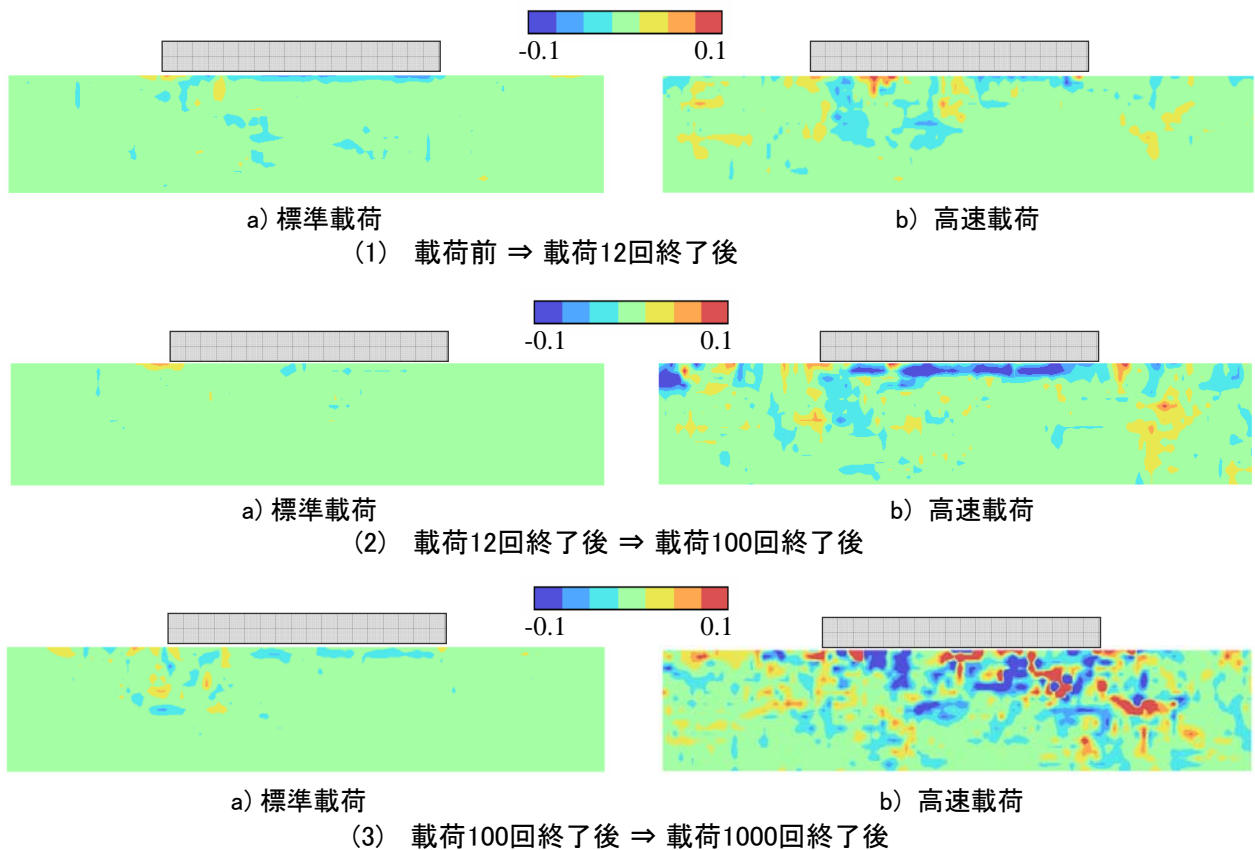 -0.1 0.1
a) 標準載荷 b) 高速載荷
(1) 載荷前 ⇒ 載荷12回終了後
-0.1 0.1
a) 標準載荷 b) 高速載荷
(2) 載荷12回終了後 ⇒ 載荷100回終了後
-0.1 0.1
a) 標準載荷 b) 高速載荷
(3) 載荷100回終了後 ⇒ 載荷1000回終了後